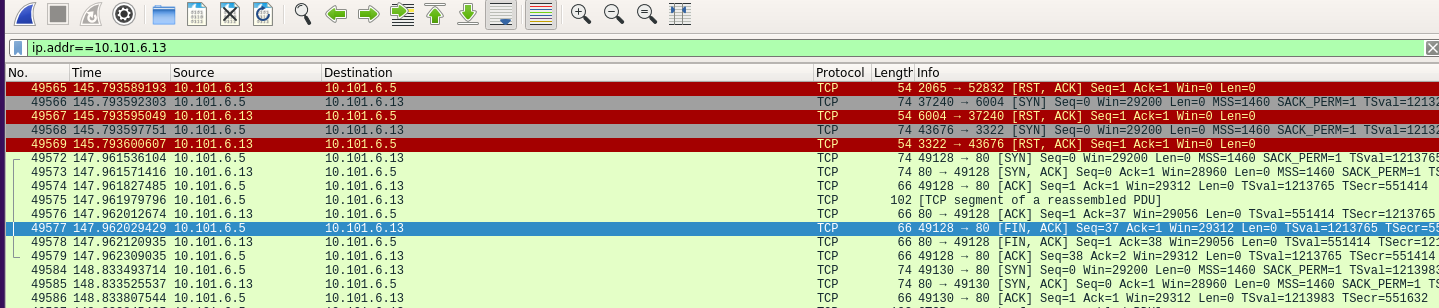 ip.addr==10.101.6.13
No. Time Source Destination Protocol Length Info
49565 145.793589193 10.101.6.13 10.101.6.5 TCP 54 2065 → 52832 [RST, ACK] Seq=1 Ack=1 Win=0 Len=0
49566 145.793592303 10.101.6.5 10.101.6.13 TCP 74 37240 → 6004 [SYN] Seq=0 Win=29200 Len=0 MSS=1460 SACK_PERM=1 TSval=12132
49567 145.793595049 10.101.6.13 10.101.6.5 TCP 54 6004 → 37240 [RST, ACK] Seq=1 Ack=1 Win=0 Len=0
49568 145.793597751 10.101.6.5 10.101.6.13 TCP 74 43676 → 3322 [SYN] Seq=0 Win=29200 Len=0 MSS=1460 SACK_PERM=1 TSval=12132
49569 145.793600607 10.101.6.13 10.101.6.5 TCP 54 3322 → 43676 [RST, ACK] Seq=1 Ack=1 Win=0 Len=0
49572 147.961536104 10.101.6.5 10.101.6.13 TCP 74 49128 → 80 [SYN] Seq=0 Win=29200 Len=0 MSS=1460 SACK_PERM=1 TSval=1213765
49573 147.961571416 10.101.6.13 10.101.6.5 TCP 74 80 → 49128 [SYN, ACK] Seq=0 Ack=1 Win=28960 Len=0 MSS=1460 SACK_PERM=1 TS
49574 147.961827485 10.101.6.5 10.101.6.13 TCP 66 49128 → 80 [ACK] Seq=1 Ack=1 Win=29312 Len=0 TSval=1213765 TSecr=551414
49575 147.961979796 10.101.6.5 10.101.6.13 TCP 102 [TCP segment of a reassembled PDU]
49576 147.962012674 10.101.6.13 10.101.6.5 TCP 66 80 → 49128 [ACK] Seq=1 Ack=37 Win=29056 Len=0 TSval=551414 TSecr=1213765
49577 147.962029429 10.101.6.5 10.101.6.13 TCP 66 49128 → 80 [FIN, ACK] Seq=37 Ack=1 Win=29312 Len=0 TSval=1213765 TSecr=55
49578 147.962120935 10.101.6.13 10.101.6.5 TCP 66 80 → 49128 [FIN, ACK] Seq=1 Ack=38 Win=29056 Len=0 TSval=551414 TSecr=121
49579 147.962309035 10.101.6.5 10.101.6.13 TCP 66 49128 → 80 [ACK] Seq=38 Ack=2 Win=29312 Len=0 TSval=1213765 TSecr=551414
49584 148.833493714 10.101.6.5 10.101.6.13 TCP 74 49130 → 80 [SYN] Seq=0 Win=29200 Len=0 MSS=1460 SACK_PERM=1 TSval=1213983
49585 148.833525537 10.101.6.13 10.101.6.5 TCP 74 80 → 49130 [SYN, ACK] Seq=0 Ack=1 Win=28960 Len=0 MSS=1460 SACK_PERM=1 TS
49586 148.833807544 10.101.6.5 10.101.6.13 TCP 66 49130 → 80 [ACK] Seq=1 Ack=1 Win=29312 Len=0 TSval=1213983 TSecr=551632